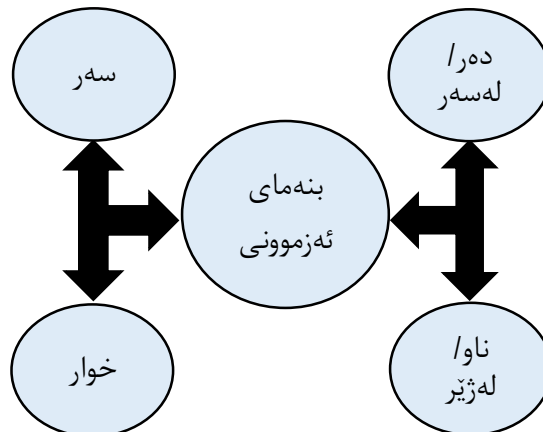 دەر/
لەسەر
سەر
بنەمای
ئەزموونی
ناو/
لەژێر
خوار